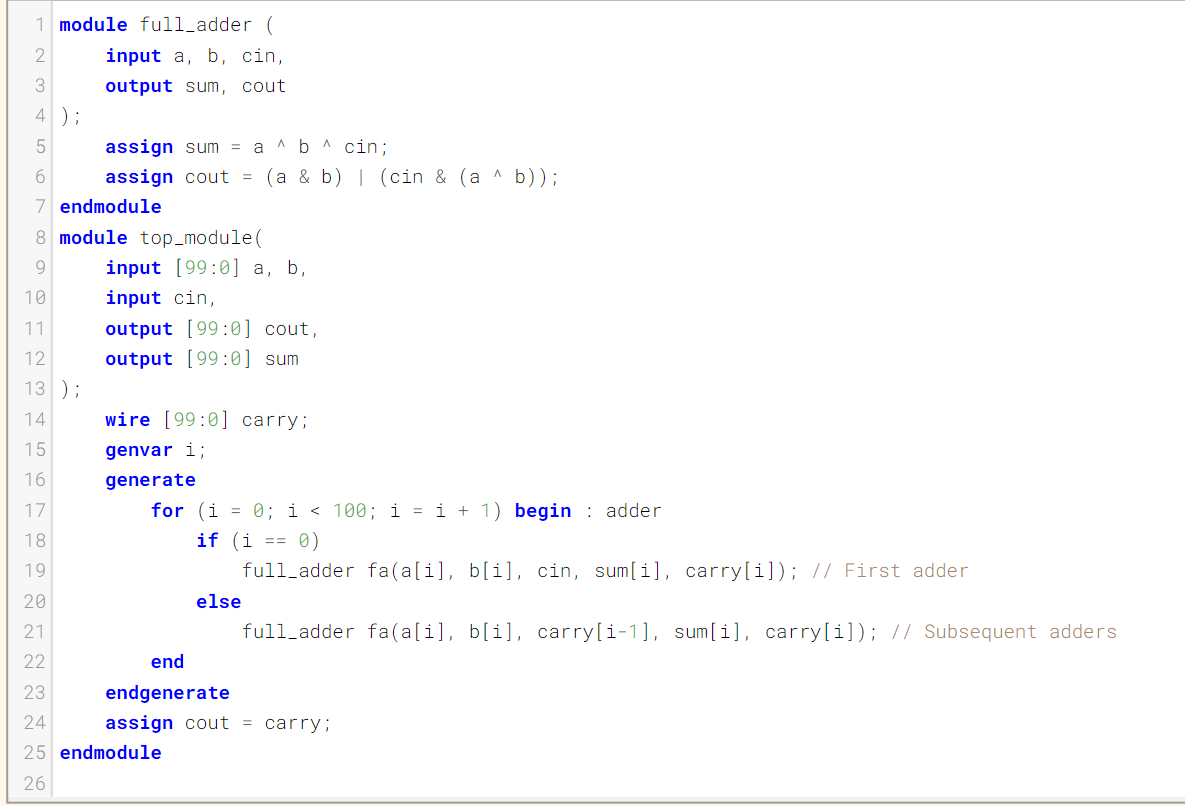 1 module full_adder (
2     input a, b, cin,
3     output sum, cout
4 );
5     assign sum = a ^ b ^ cin;
6     assign cout = (a & b) | (cin & (a ^ b));
7 endmodule
8 module top_module(
9     input [99:0] a, b,
10     input cin,
11     output [99:0] cout,
12     output [99:0] sum
13 );
14     wire [99:0] carry;
15     genvar i;
16     generate
17         for (i = 0; i < 100; i = i + 1) begin : adder
18             if (i == 0)
19                 full_adder fa(a[i], b[i], cin, sum[i], carry[i]); // First adder
20             else
21                 full_adder fa(a[i], b[i], carry[i-1], sum[i], carry[i]); // Subsequent adders
22         end
23     endgenerate
24     assign cout = carry;
25 endmodule
26